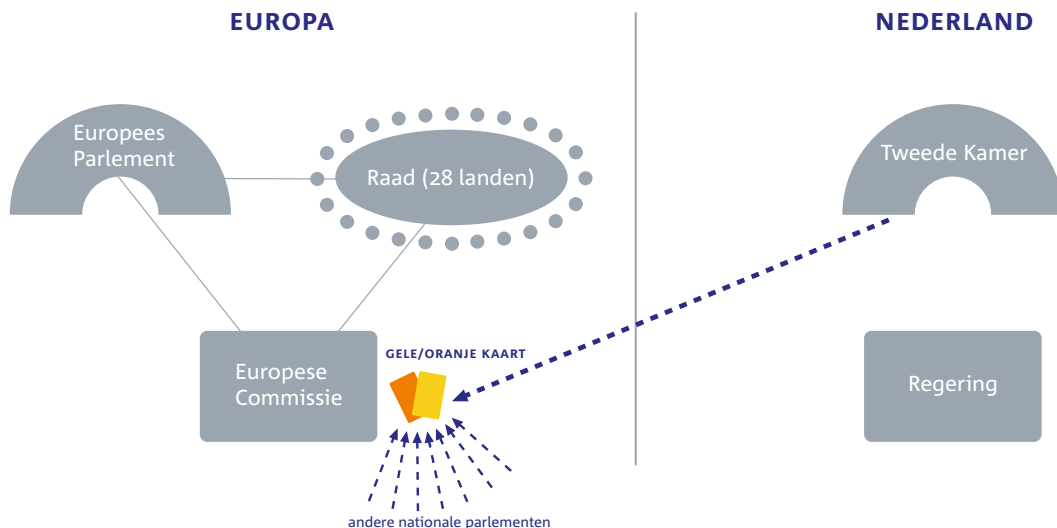 EUROPA
NEDERLAND
Europees
Parlement
Raad (28 landen)
Tweede Kamer
GELE/ORANJE KAART
Europese
Commissie
Regering
andere nationale parlementen